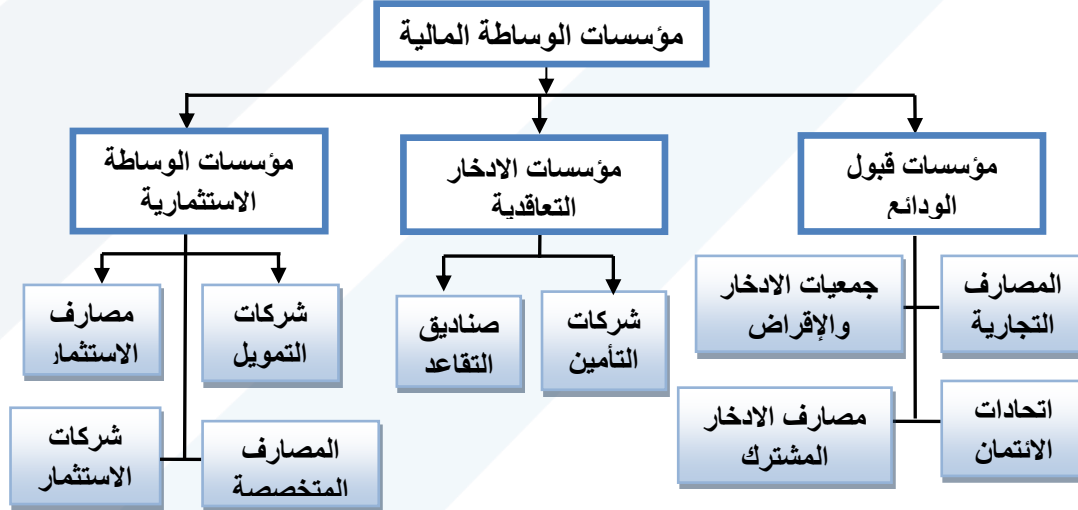 مؤسسات الوساطة المالية
مؤسسات قبول
الودائع
مؤسسات الادخار
التعاقدية
مؤسسات الوساطة
الاستثمارية
المصارف
التجارية
جمعيات الادخار
والإقراض
اتحادات
الائتمان
مصارف الادخار
المشترك
شركات
التأمين
صناديق
التقاعد
شركات
التمويل
مصارف
الاستثمار
المصارف
المتخصصة
شركات
الاستثمار